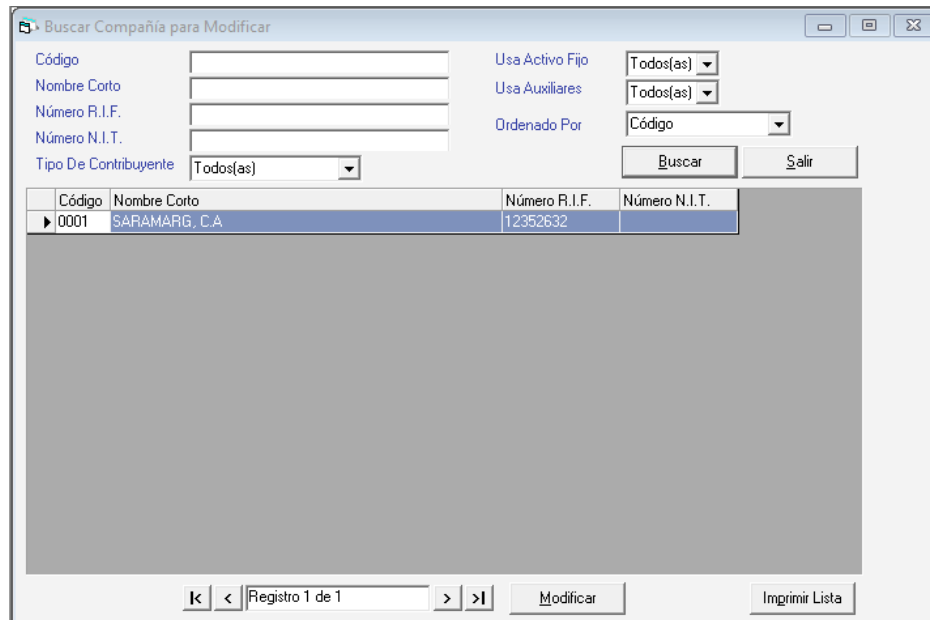 Buscar Compañía para Modificar
Código
Usa Activo Fijo Todos(as)
Nombre Corto
Usa Auxiliares Todos(as)
Número R.I.F.
Ordenado Por Código
Número N.I.T.
Tipo De Contribuyente Todos(as)
Buscar Salir
Código Nombre Corto Número R.I.F. Número N.I.T.
0001 SARAMARG, C.A 12352632
Registro 1 de 1 Modificar Imprimir Lista